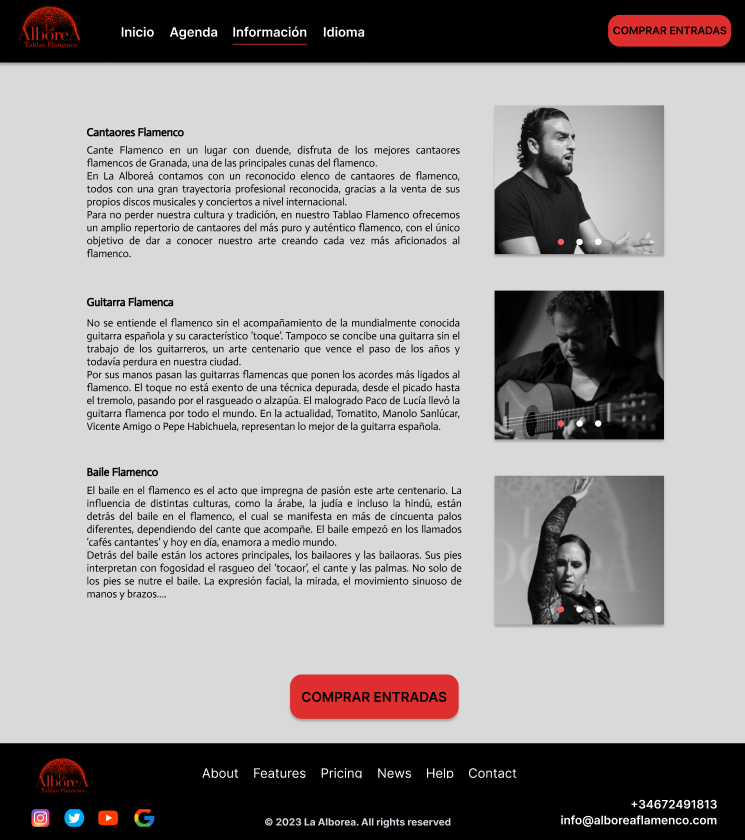 La
AlboreA
Tablao Flamenco
Inicio Agenda Información Idioma
COMPRAR ENTRADAS
Cantaores Flamenco
Cante Flamenco en un lugar con duende, disfruta de los mejores cantaores
flamencos de Granada, una de las principales cunas del flamenco.
En La Alboreá contamos con un reconocido elenco de cantaores de flamenco,
todos con una gran trayectoria profesional reconocida, gracias a la venta de sus
propios discos musicales y conciertos a nivel internacional.
Para no perder nuestra cultura y tradición, en nuestro Tablao Flamenco ofrecemos
un amplio repertorio de cantaores del más puro y auténtico flamenco, con el único
objetivo de dar a conocer nuestro arte creando cada vez más aficionados al
flamenco.
Guitarra Flamenca
No se entiende el flamenco sin el acompañamiento de la mundialmente conocida
guitarra española y su característico ‘toque’. Tampoco se concibe una guitarra sin el
trabajo de los guitarreros, un arte centenario que vence el paso de los años y
todavía perdura en nuestra ciudad.
Por sus manos pasan las guitarras flamencas que ponen los acordes más ligados al
flamenco. El toque no está exento de una técnica depurada, desde el picado hasta
el tremolo, pasando por el rasgueado o alzapúa. El malogrado Paco de Lucía llevó la
guitarra flamenca por todo el mundo. En la actualidad, Tomatito, Manolo Sanlúcar,
Vicente Amigo o Pepe Habichuela, representan lo mejor de la guitarra española.
Baile Flamenco
El baile en el flamenco es el acto que impregna de pasión este arte centenario. La
influencia de distintas culturas, como la árabe, la judía e incluso la hindú, están
detrás del baile en el flamenco, el cual se manifiesta en más de cincuenta palos
diferentes, dependiendo del cante que acompañe. El baile empezó en los llamados
‘cafés cantantes’ y hoy en día, enamora a medio mundo.
Detrás del baile están los actores principales, los bailaores y las bailaoras. Sus pies
interpretan con fogosidad el rasgueo del ‘tocaor’, el cante y las palmas. No solo de
los pies se nutre el baile. La expresión facial, la mirada, el movimiento sinuoso de
manos y brazos….
COMPRAR ENTRADAS
La
AlboreA
Tablao Flamenco
About Features Pricing News Help Contact
© 2023 La Alborea. All rights reserved
+34672491813
info@alboreaflamenco.com